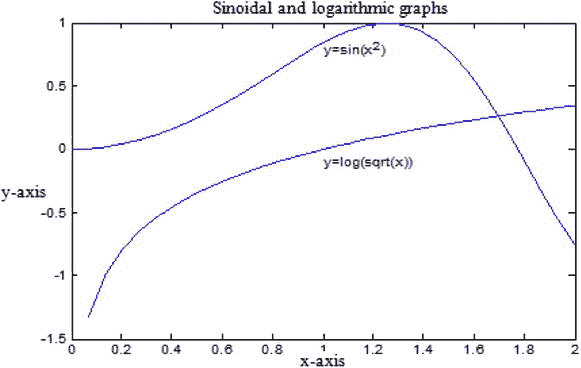 Sinoidal and logarithmic graphs
1
y=sin(x2)
0.5
0
y=log(sqrt(x))
y-axis
-0.5
-1
-1.5
0 0.2 0.4 0.6 0.8 1 1.2 1.4 1.6 1.8 2
x-axis